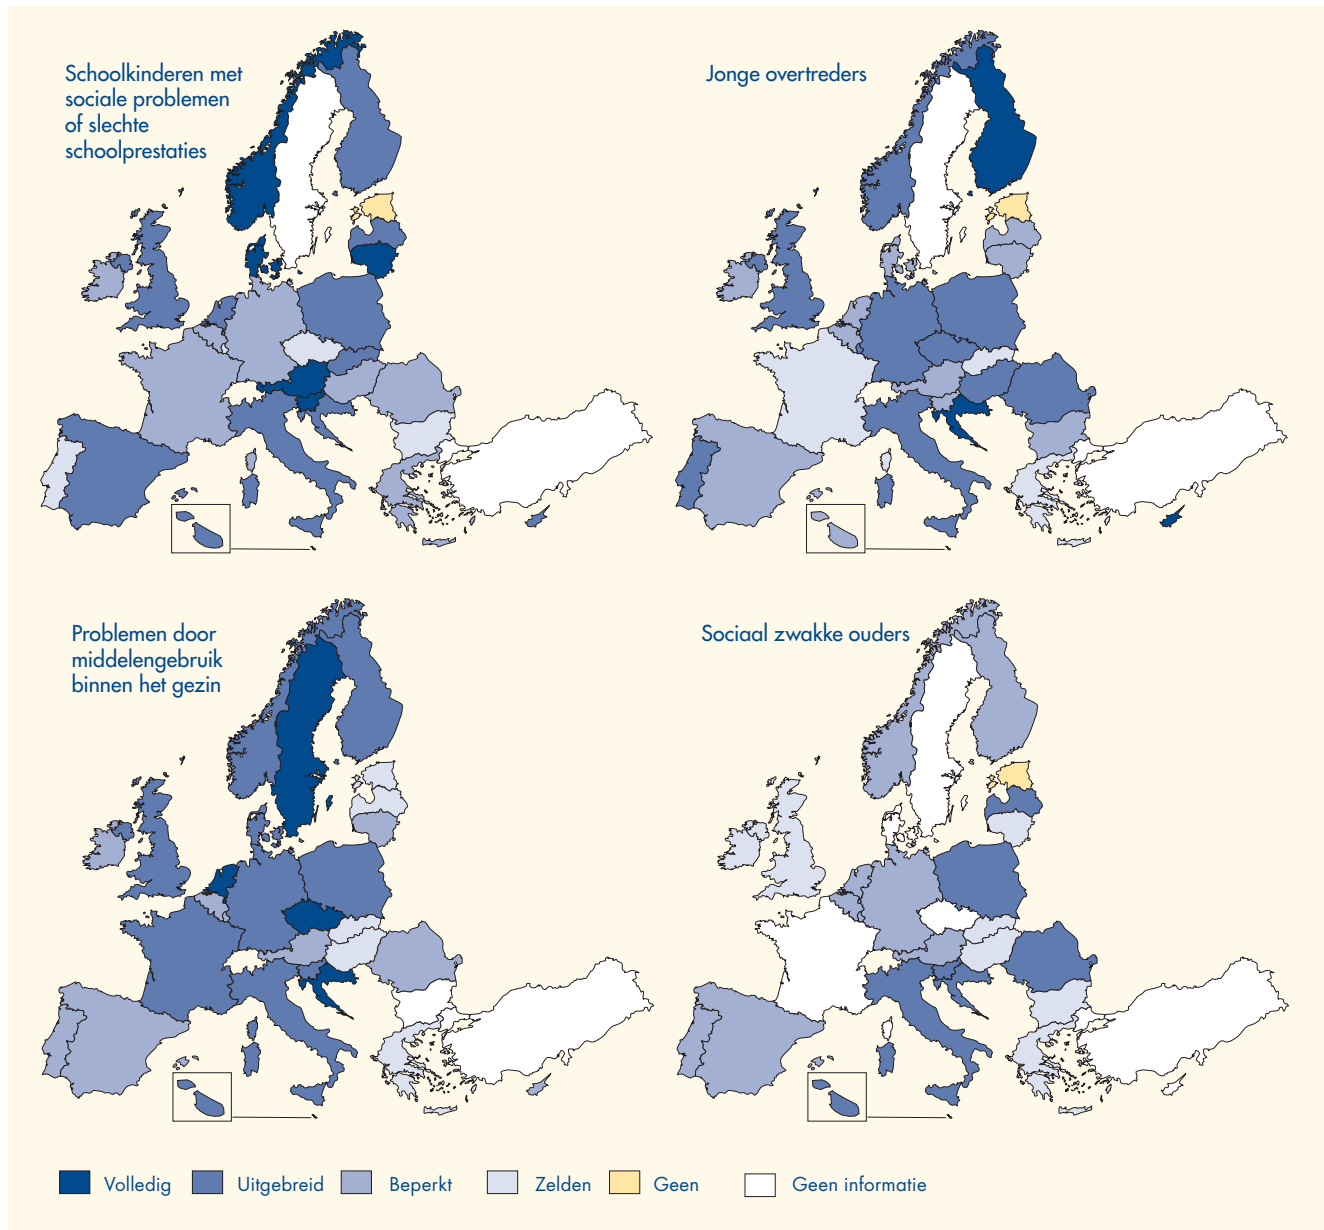 Schoolkinderen met
sociale problemen
of slechte
schoolprestaties
Jonge overtreders
Problemen door
middelengebruik
binnen het gezin
Sociaal zwakke ouders
Volledig
Uitgebreid
Beperkt
Zelden
Geen
Geen informatie